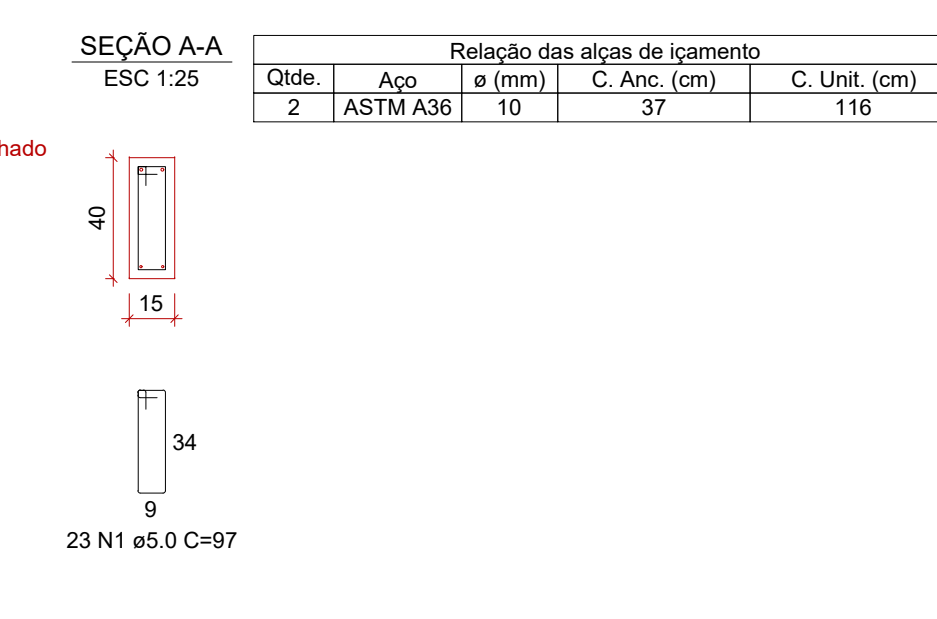 SEÇÃO A-A
ESC 1:25
Relação das alças de içamento
Qtde. Aço ø (mm) C. Anc. (cm) C. Unit. (cm)
2 ASTM A36 10 37 116
hado
40
15
34
9
23 N1 ø5.0 C=97